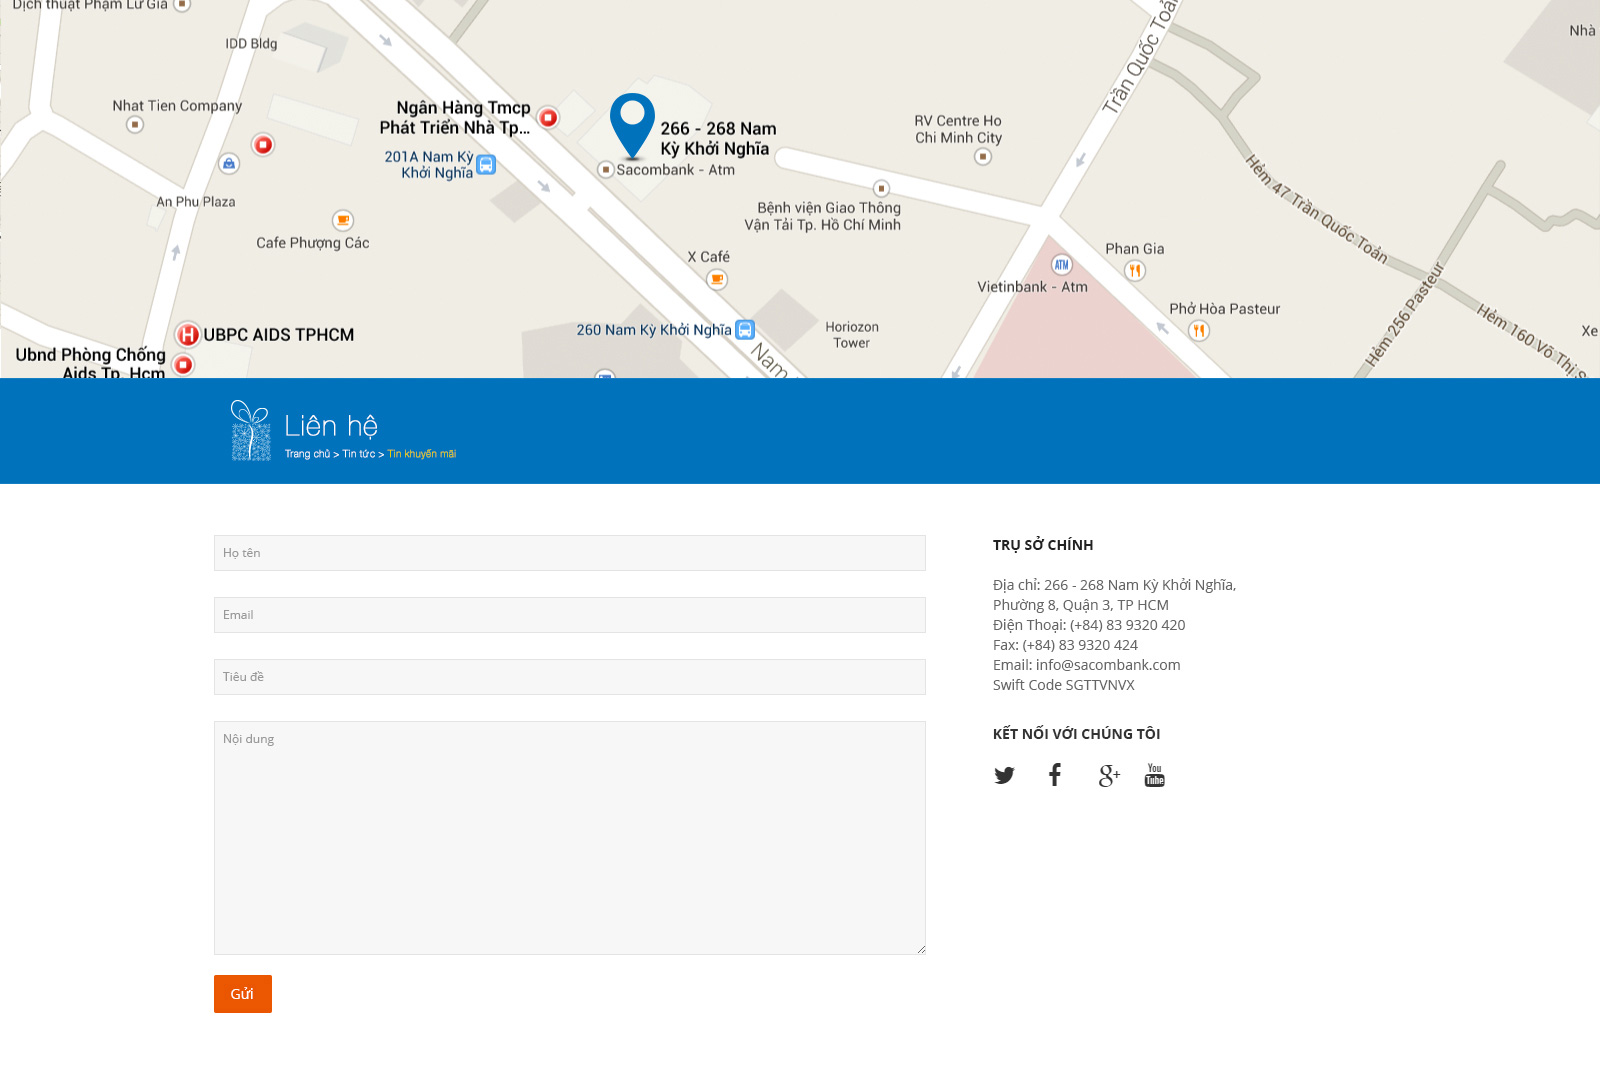 Dịch thuật Phạm Lữ Gia
IDD Bldg
Nhat Tien Company
Ngân Hàng Tmcp
Phát Triển Nhà Tp...
201A Nam Kỳ
Khởi Nghĩa
266 - 268 Nam
Kỳ Khởi Nghĩa
Sacombank - Atm
RV Centre Ho
Chi Minh City
Trần Quốc Toản
Nhà
An Phu Plaza
Cafe Phượng Các
Bệnh viện Giao Thông
Vận Tải Tp. Hồ Chí Minh
Hẻm 47 Trần Quốc Toản
X Café
ATM
Vietinbank - Atm
Phan Gia
Phở Hòa Pasteur
Hẻm 256 Pasteur
Hẻm 160 Võ Thị S
Xe
H
UBPC AIDS TPHCM
Ubnd Phòng Chống
Aids Tp. Hcm
260 Nam Kỳ Khởi Nghĩa
Nam
Horiozon
Tower
Liên hệ
Trang chủ > Tin tức > Tin khuyến mãi
Họ tên
Email
Tiêu đề
Nội dung
Gửi
TRỤ SỞ CHÍNH
Địa chỉ: 266 - 268 Nam Kỳ Khởi Nghĩa,
Phường 8, Quận 3, TP HCM
Điện Thoại: (+84) 83 9320 420
Fax: (+84) 83 9320 424
Email: info@sacombank.com
Swift Code SGTTVNVX
KẾT NỐI VỚI CHÚNG TÔI
You
Tube